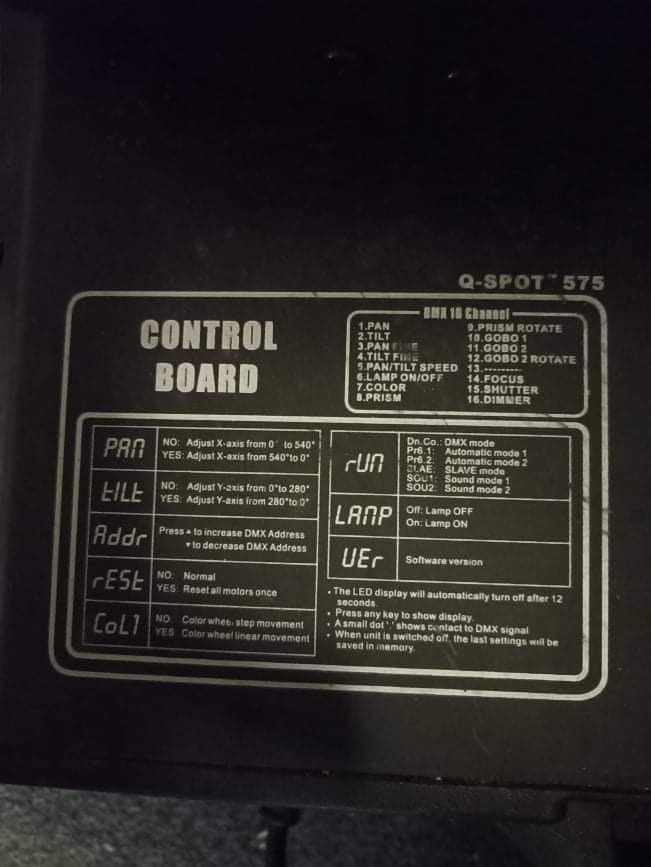 Q-SPOT™ 575
CONTROL
BOARD
DMX 16 Channel
1.PAN
2.TILT
3.PAN FINE
4.TILT FINE
5.PAN/TILT SPEED
6.LAMP ON/OFF
7.COLOR
8.PRISM
9.PRISM ROTATE
10.GOBO 1
11.GOBO 2
12.GOBO 2 ROTATE
13.--------
14.FOCUS
15.SHUTTER
16.DIMMER
PAn
NO: Adjust X-axis from 0° to 540°
YES: Adjust X-axis from 540°to 0°
tiLt
NO: Adjust Y-axis from 0°to 280°
YES: Adjust Y-axis from 280°to 0°
Addr
Press ▲ to increase DMX Address
▼to decrease DMX Address
rESt
NO: Normal
YES: Reset all motors once
CoL1
NO: Color wheel step movement
YES: Color wheel linear movement
rUn
Dn.Co.: DMX mode
Pr6.1: Automatic mode 1
Pr6.2: Automatic mode 2
SLAE: SLAVE mode
SOU1: Sound mode 1
SOU2: Sound mode 2
LAMP
Off: Lamp OFF
On: Lamp ON
VEr
Software version
• The LED display will automatically turn off after 12
seconds.
• Press any key to show display.
• A small dot '.' shows contact to DMX signal
• When unit is switched off, the last settings will be
saved in memory.